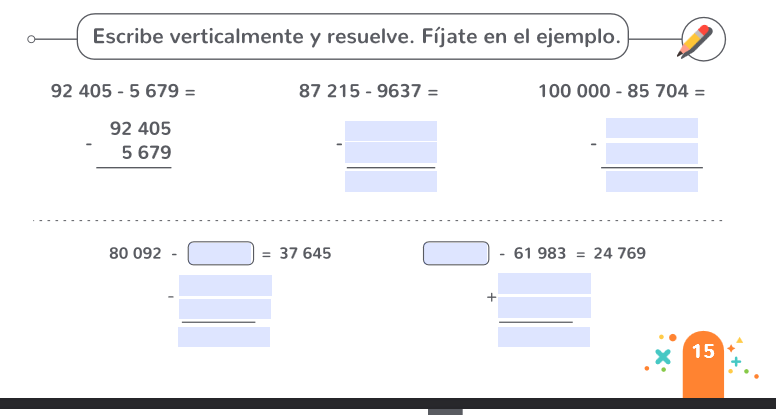 Escribe verticalmente y resuelve. Fíjate en el ejemplo.
92 405 - 5 679 =
87 215 - 9637 =
100 000 - 85 704 =
92 405
- 5 679
-
-
80 092 - = 37 645
- 61 983 = 24 769
-
+
15